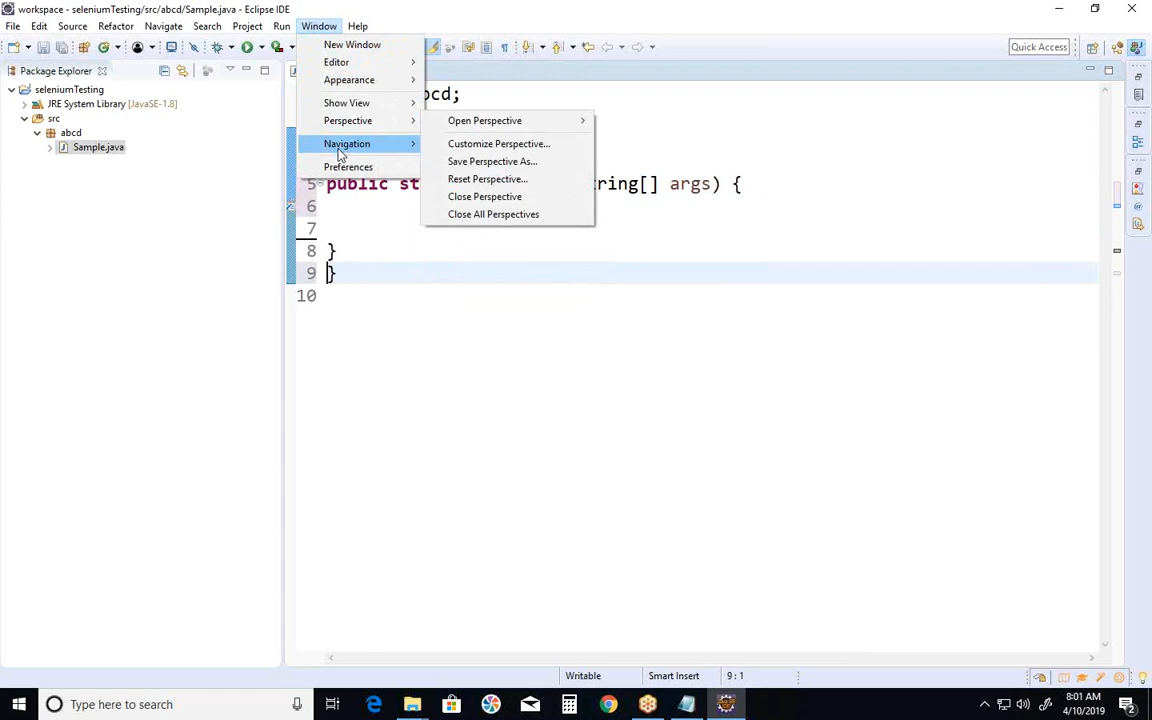 workspace - seleniumTesting/src/abcd/Sample.java - Eclipse IDE
File Edit Source Refactor Navigate Search Project Run Window Help
Quick Access
Package Explorer
seleniumTesting
JRE System Library [JavaSE-1.8]
src
abcd
Sample.java
New Window
Editor
Appearance
Show View
Perspective
Navigation
Preferences
Open Perspective
Customize Perspective...
Save Perspective As...
Reset Perspective...
Close Perspective
Close All Perspectives
bcd;
5 public st ring[] args) {
6
7
8 }
9 }
10
Writable Smart Insert 9 : 1
Type here to search
8:01 AM
4/10/2019
2